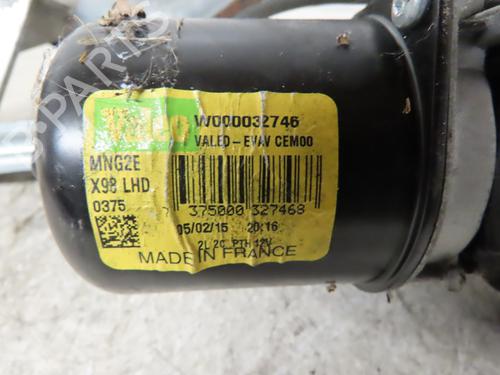 Valeo
W000032746
VALEO-EVAV CEM00
MNG2E
X98 LHD
0375
375000 327468
05/02/15 20:16
2L 2C PTH 12V
MADE IN FRANCE